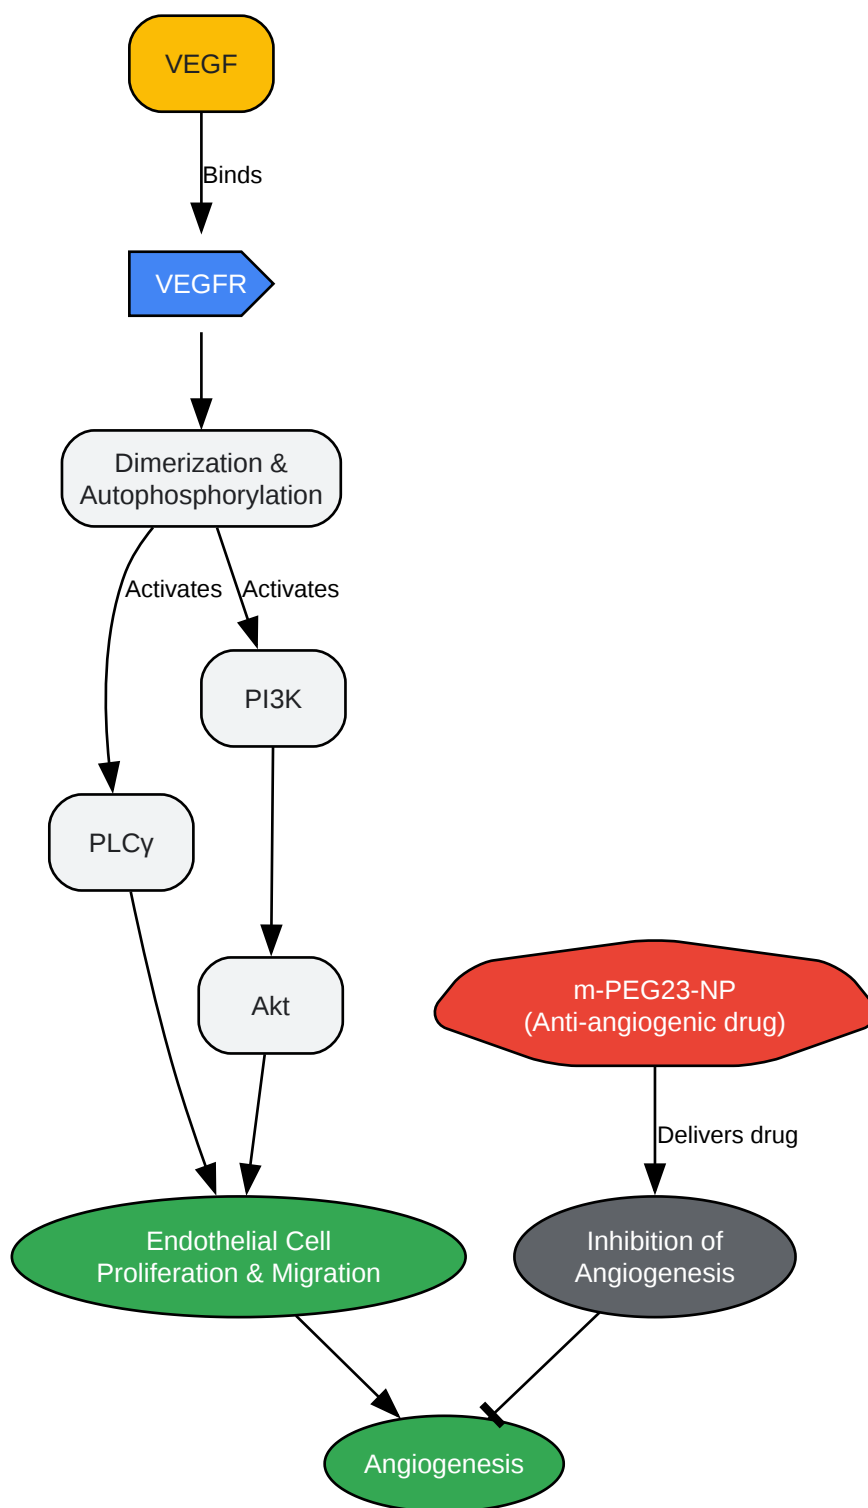 VEGF
Binds
VEGFR
Dimerization &
Autophosphorylation
Activates
Activates
PI3K
PLCγ
Akt
m-PEG23-NP
(Anti-angiogenic drug)
Delivers drug
Endothelial Cell
Proliferation & Migration
Inhibition of
Angiogenesis
Angiogenesis